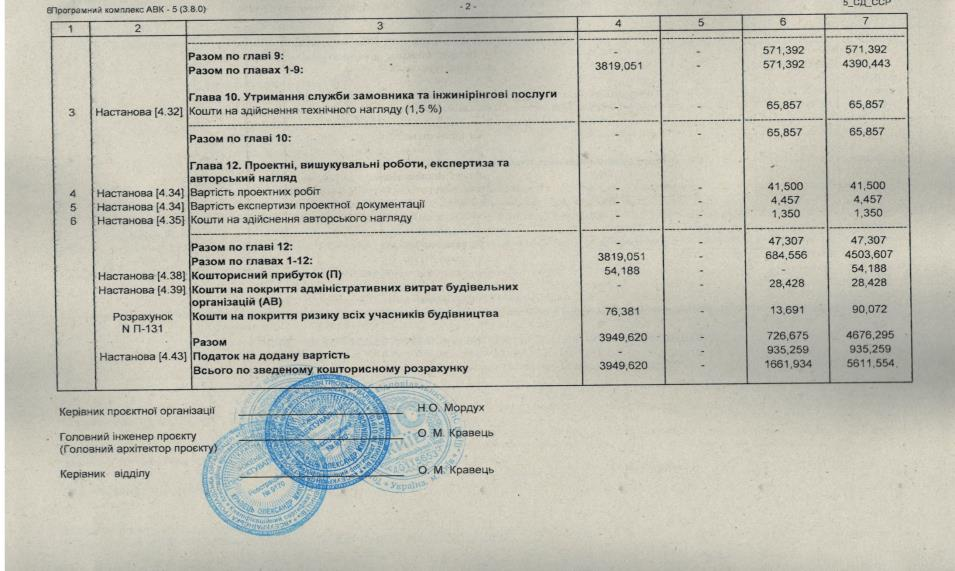 6Програмний комплекс АВК - 5 (3.8.0)
- 2 -
5_СД_ССР
1 2 3 4 5 6 7
Разом по главі 9: - - 571,392 571,392
Разом по главах 1-9: 3819,051 - 571,392 4390,443
Глава 10. Утримання служби замовника та інжинірингові послуги
3 Настанова [4.32] Кошти на здійснення технічного нагляду (1,5 %) - - 65,857 65,857
Разом по главі 10: - - 65,857 65,857
Глава 12. Проектні, вишукувальні роботи, експертиза та
авторський нагляд
4 Настанова [4.34] Вартість проектних робіт - - 41,500 41,500
5 Настанова [4.34] Вартість експертизи проектної документації - - 4,457 4,457
6 Настанова [4.35] Кошти на здійснення авторського нагляду - - 1,350 1,350
Разом по главі 12: - - 47,307 47,307
Разом по главах 1-12: 3819,051 - 684,556 4503,607
Настанова [4.38] Кошторисний прибуток (П) 54,188 - - 54,188
Настанова [4.39] Кошти на покриття адміністративних витрат будівельних - - 28,428 28,428
організацій (АВ)
Розрахунок Кошти на покриття ризику всіх учасників будівництва 76,381 - 13,691 90,072
N П-131
Разом 3949,620 - 726,675 4676,295
Настанова [4.43] Податок на додану вартість - - 935,259 935,259
Всього по зведеному кошторисному розрахунку 3949,620 - 1661,934 5611,554
Керівник проєктної організації Н.О. Мордух
Головний інженер проєкту О. М. Кравець
(Головний архітектор проєкту)
Керівник відділу О. М. Кравець
№ 9170
КРАВЕЦЬ ОЛЕКСАНДР
Україна, м.